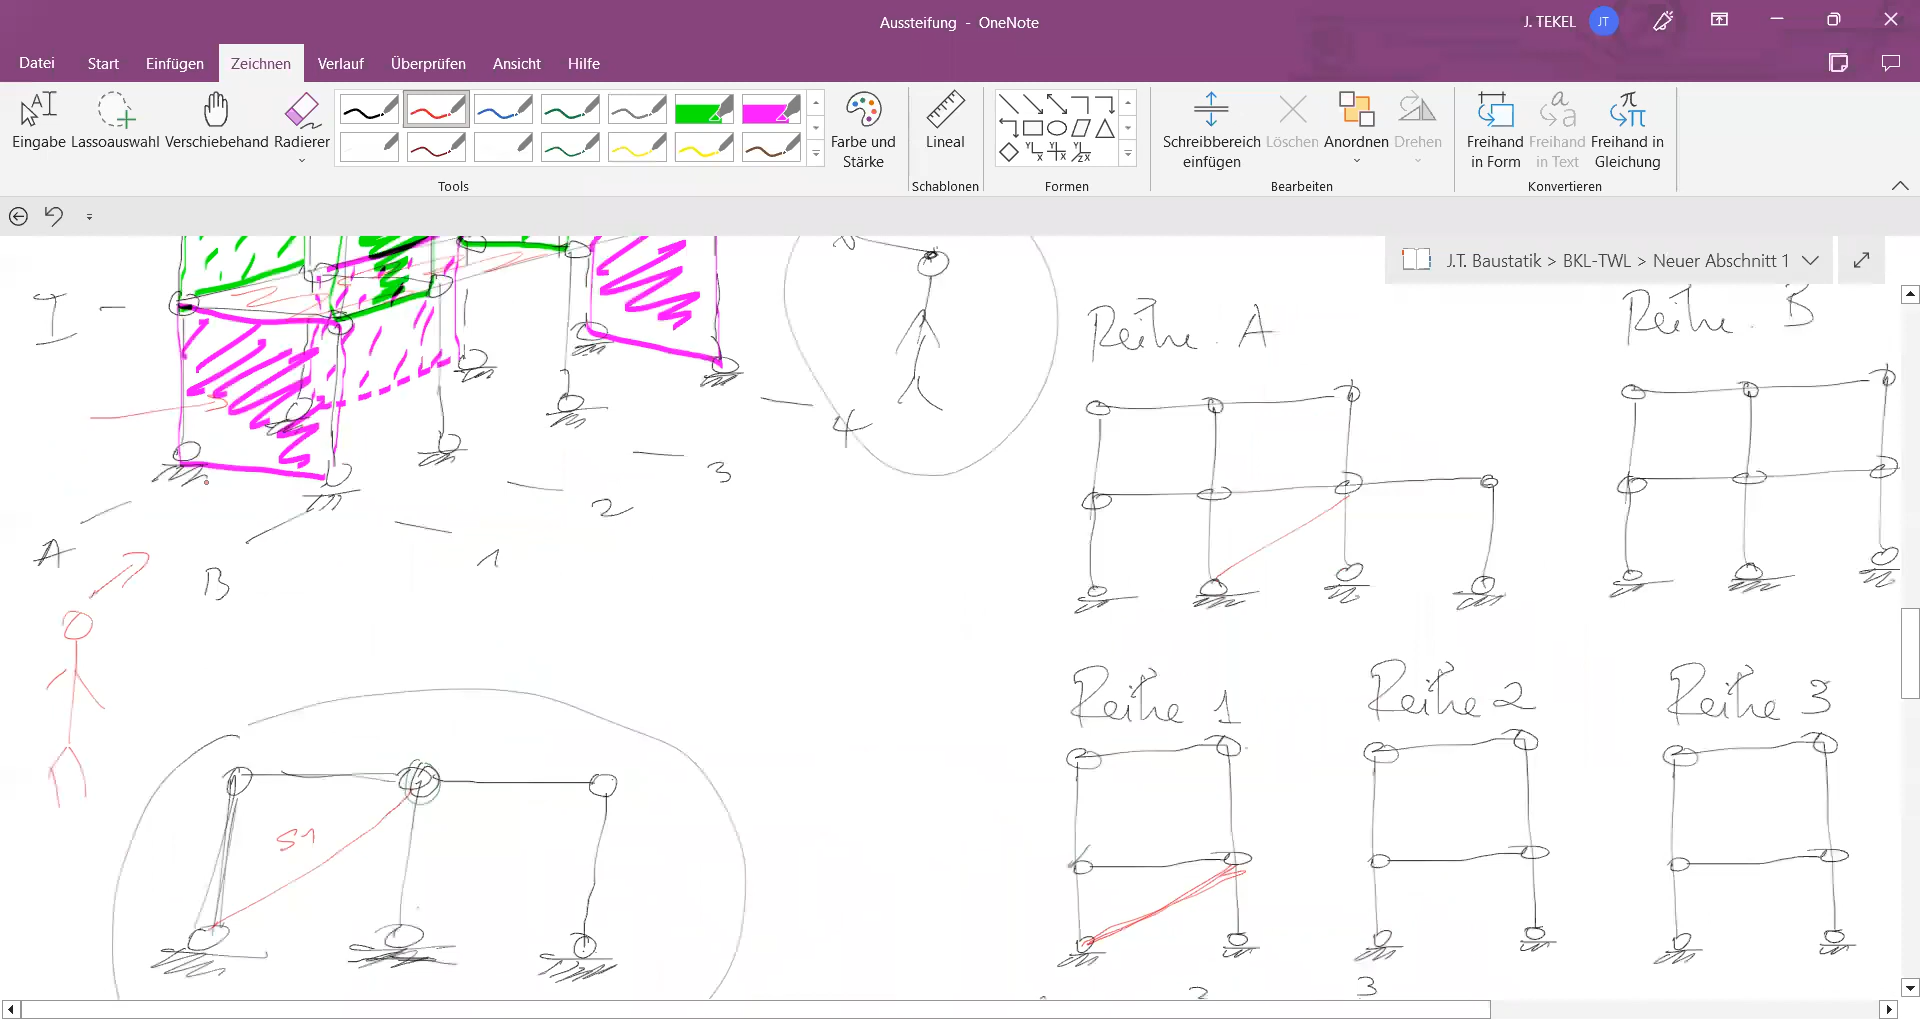 Aussteifung - OneNote
J. TEKEL
JT
Datei
Start
Einfügen
Zeichnen
Verlauf
Überprüfen
Ansicht
Hilfe
Eingabe
Lassoauswahl
Verschiebehand
Radierer
Farbe und
Stärke
Lineal
Schreibbereich
einfügen
Löschen
Anordnen
Drehen
Freihand
in Form
Freihand
in Text
Freihand in
Gleichung
Tools
Schablonen
Formen
Bearbeiten
Konvertieren
J.T. Baustatik > BKL-TWL > Neuer Abschnitt 1
I
Reihe A
Reihe B
4
3
2
1
A
B
Reihe 1
Reihe 2
Reihe 3
S1
2
3